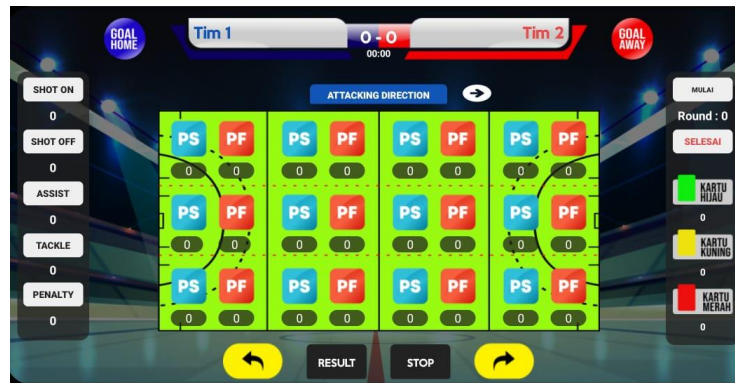 GOAL
HOME
Tim 1
0 - 0
00:00
Tim 2
GOAL
AWAY
ATTACKING DIRECTION
SHOT ON
0
SHOT OFF
0
ASSIST
0
TACKLE
0
PENALTY
0
PS PF PS PF PS PF PS PF
0 0 0 0 0 0 0 0
PS PF PS PF PS PF PS PF
0 0 0 0 0 0 0 0
PS PF PS PF PS PF PS PF
0 0 0 0 0 0 0 0
MULAI
Round : 0
SELESAI
KARTU
HIJAU
0
KARTU
KUNING
0
KARTU
MERAH
0
RESULT
STOP